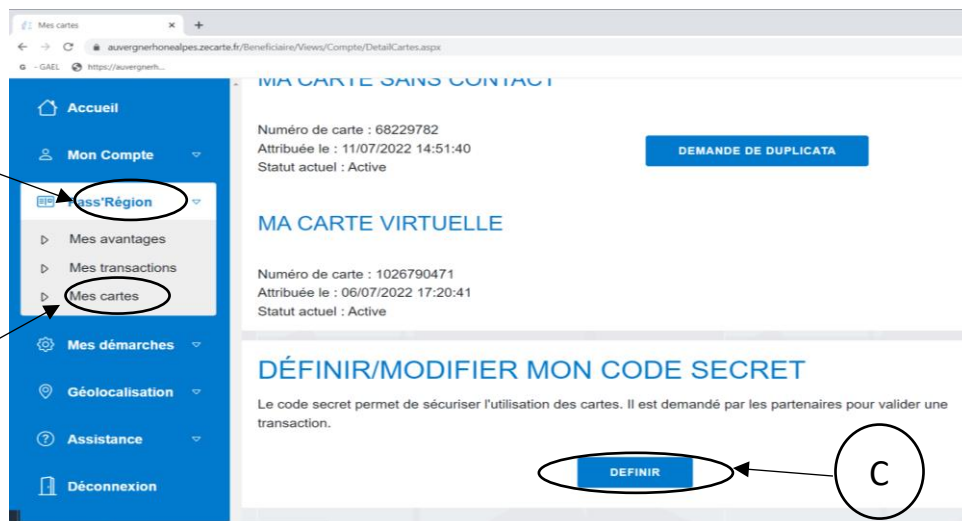 Mes cartes
auvergnerhonealpes.zecarte.fr/Beneficiaire/Views/Compte/DetailCartes.aspx
G - GAEL https://auvergnerh...
Accueil
Mon Compte
Pass'Région
Mes avantages
Mes transactions
Mes cartes
Mes démarches
Géolocalisation
Assistance
Déconnexion
MA CARTE SANS CONTACT
Numéro de carte : 68229782
Attribuée le : 11/07/2022 14:51:40
Statut actuel : Active
DEMANDE DE DUPLICATA
MA CARTE VIRTUELLE
Numéro de carte : 1026790471
Attribuée le : 06/07/2022 17:20:41
Statut actuel : Active
DÉFINIR/MODIFIER MON CODE SECRET
Le code secret permet de sécuriser l'utilisation des cartes. Il est demandé par les partenaires pour valider une
transaction.
DEFINIR
C